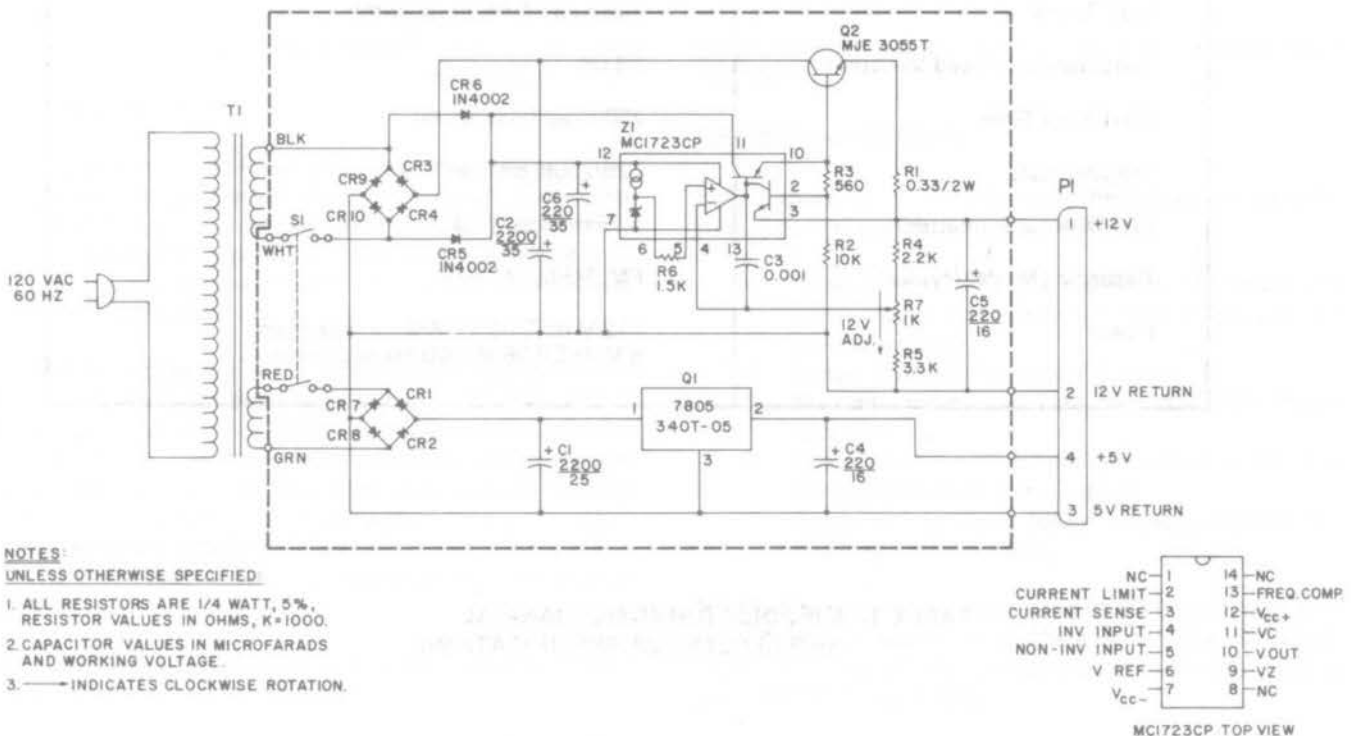 Q2
MJE 3055T
CR6
1N4002
T1
BLK
Z1
MC1723CP
11
12
10
CR3
CR9
C6
220
35
R3
560
R1
0.33/2W
2
P1
CR10
CR4
C2
2200
35
7
3
1
+12V
S1
WHT
CR5
1N4002
6
5
4
13
R2
10K
R4
2.2K
120 VAC
60 HZ
R6
1.5K
C3
0.001
C5
220
16
R7
1K
12 V
ADJ.
R5
3.3K
RED
Q1
2
12V RETURN
CR7
CR1
1
7805
340T-05
2
CR8
CR2
GRN
C1
2200
25
3
C4
220
16
4
+5V
3
5V RETURN
NOTES:
UNLESS OTHERWISE SPECIFIED:
1. ALL RESISTORS ARE 1/4 WATT, 5%,
RESISTOR VALUES IN OHMS, K=1000.
2. CAPACITOR VALUES IN MICROFARADS
AND WORKING VOLTAGE.
3. INDICATES CLOCKWISE ROTATION.
NC 1 14 NC
CURRENT LIMIT 2 13 FREQ.COMP.
CURRENT SENSE 3 12 Vcc+
INV INPUT 4 11 VC
NON-INV INPUT 5 10 VOUT
V REF 6 9 VZ
Vcc- 7 8 NC
MC1723CP TOP VIEW